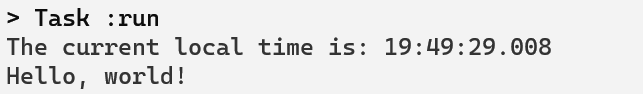 > Task :run
The current local time is: 19:49:29.008
Hello, world!